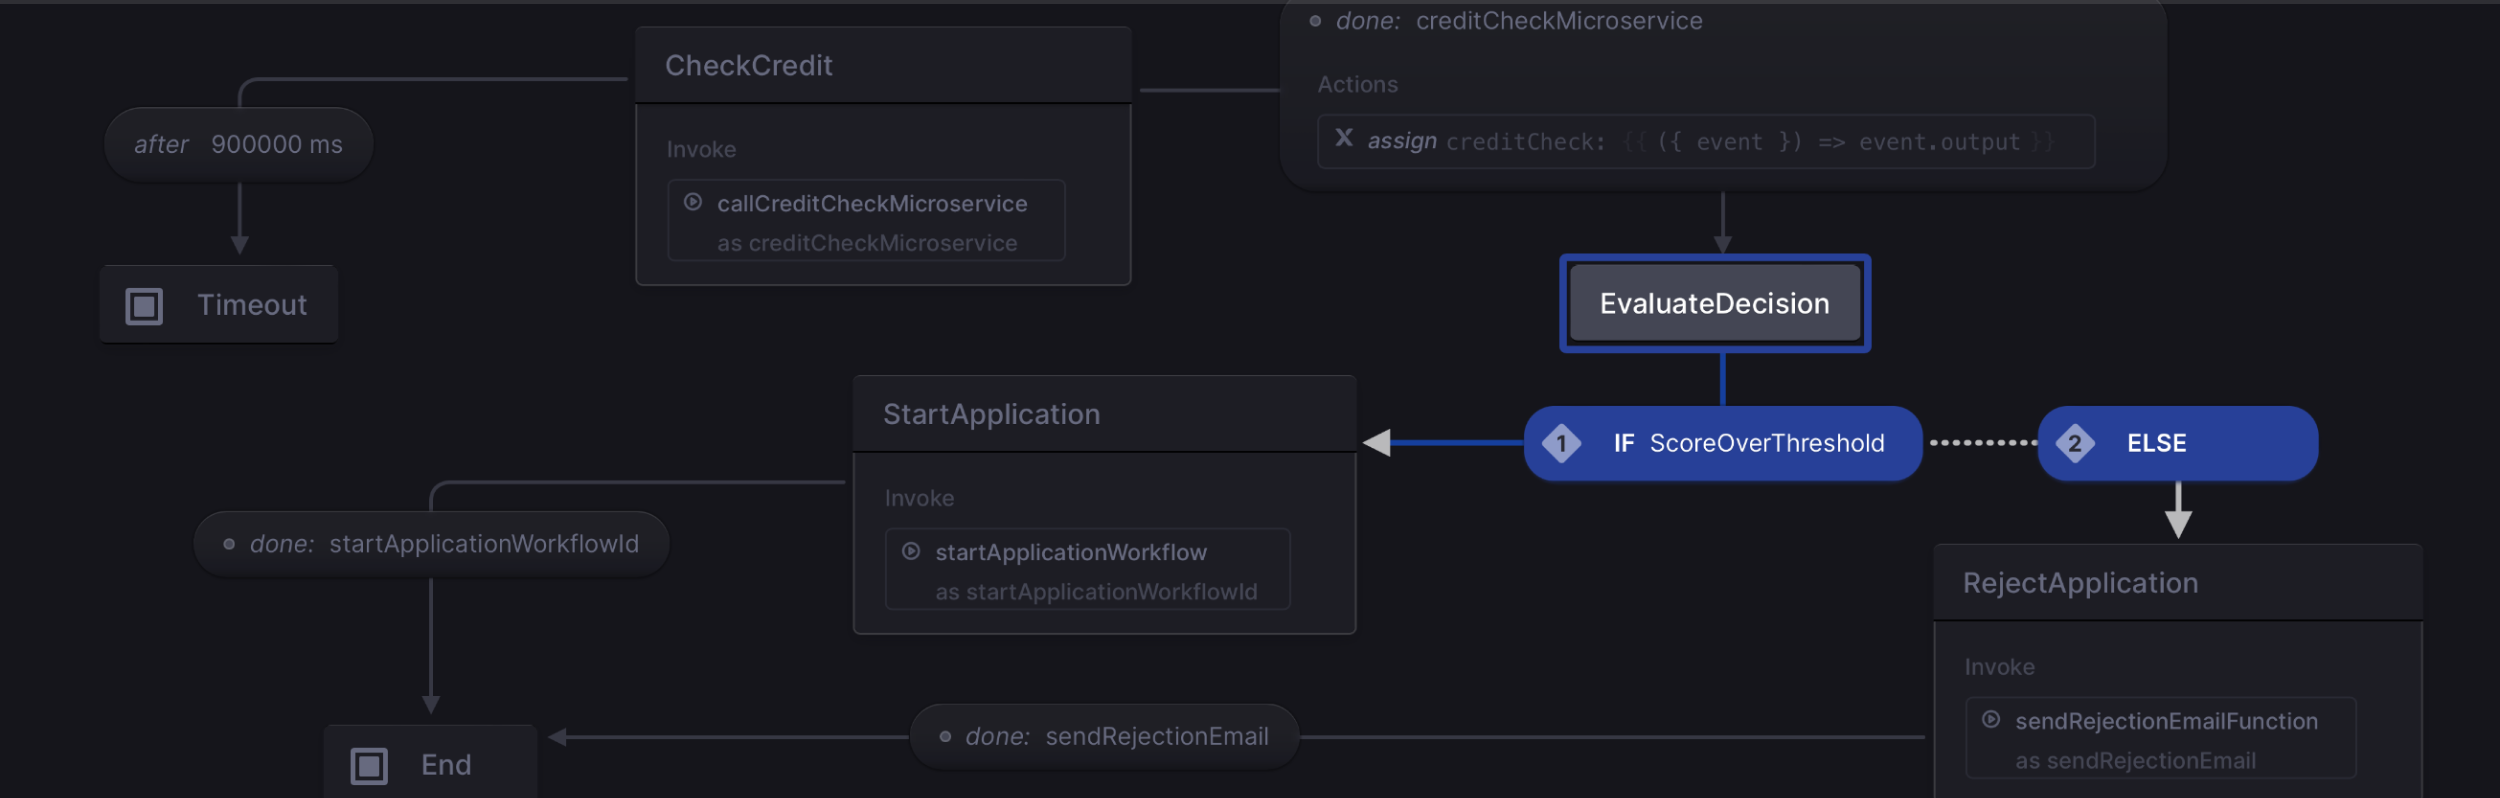 done: creditCheckMicroservice
Actions
assign creditCheck: {{ ({ event }) => event.output }}
CheckCredit
Invoke
callCreditCheckMicroservice
as creditCheckMicroservice
after 900000 ms
Timeout
EvaluateDecision
1 IF ScoreOverThreshold
2 ELSE
StartApplication
Invoke
startApplicationWorkflow
as startApplicationWorkflowId
done: startApplicationWorkflowId
RejectApplication
Invoke
sendRejectionEmailFunction
as sendRejectionEmail
done: sendRejectionEmail
End